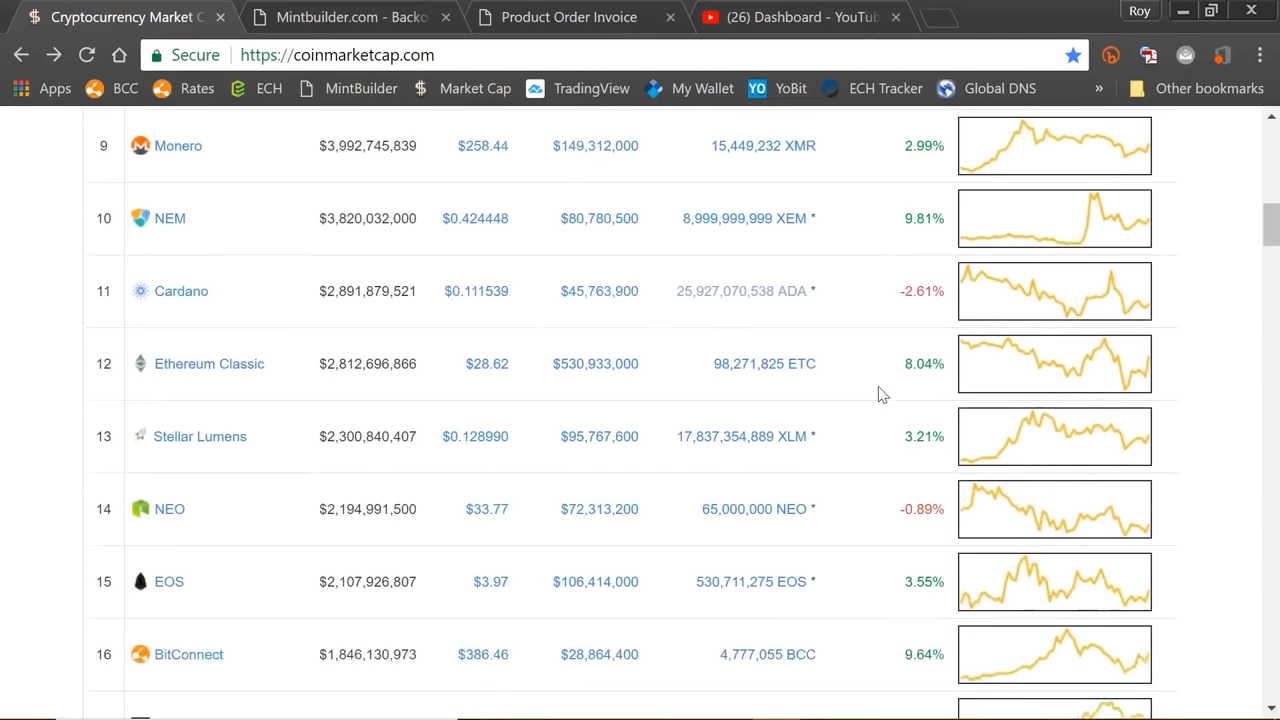 Cryptocurrency Market C
Mintbuilder.com - Backo
Product Order Invoice
(26) Dashboard - YouTub
Roy
Secure https://coinmarketcap.com
Apps BCC Rates ECH MintBuilder $ Market Cap TradingView My Wallet YO YoBit ECH Tracker Global DNS » Other bookmarks
9 Monero $3,992,745,839 $258.44 $149,312,000 15,449,232 XMR 2.99%
10 NEM $3,820,032,000 $0.424448 $80,780,500 8,999,999,999 XEM * 9.81%
11 Cardano $2,891,879,521 $0.111539 $45,763,900 25,927,070,538 ADA * -2.61%
12 Ethereum Classic $2,812,696,866 $28.62 $530,933,000 98,271,825 ETC 8.04%
13 Stellar Lumens $2,300,840,407 $0.128990 $95,767,600 17,837,354,889 XLM * 3.21%
14 NEO $2,194,991,500 $33.77 $72,313,200 65,000,000 NEO * -0.89%
15 EOS $2,107,926,807 $3.97 $106,414,000 530,711,275 EOS * 3.55%
16 BitConnect $1,846,130,973 $386.46 $28,864,400 4,777,055 BCC 9.64%